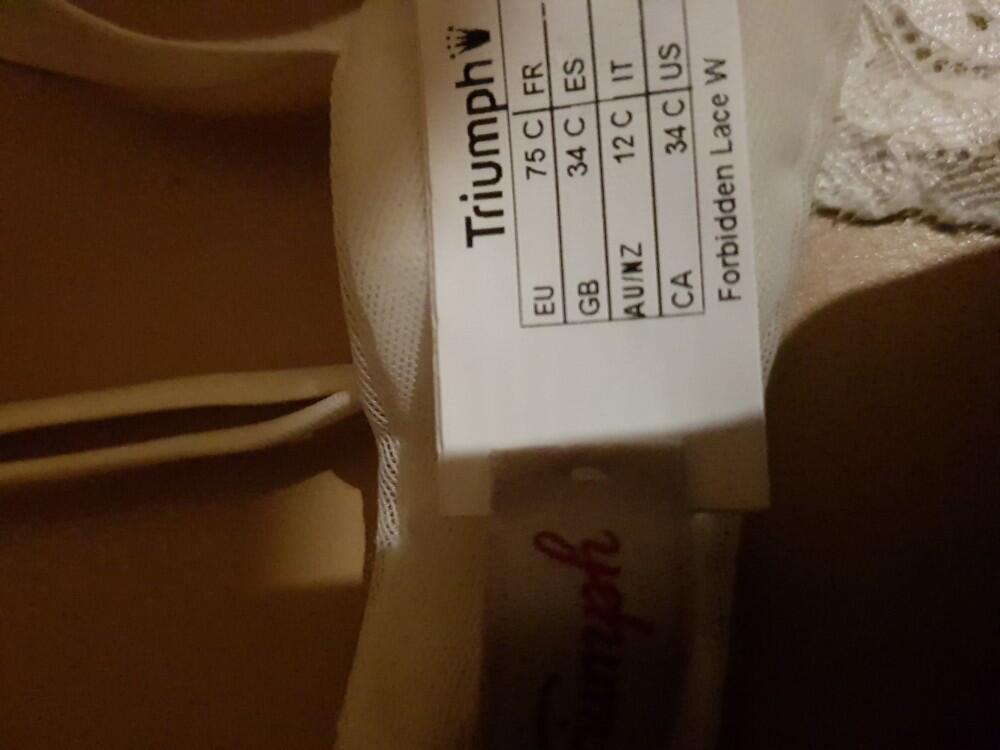 Triumph
EU 75 C FR
GB 34 C ES
AU/NZ 12 C IT
CA 34 C US
Forbidden Lace W